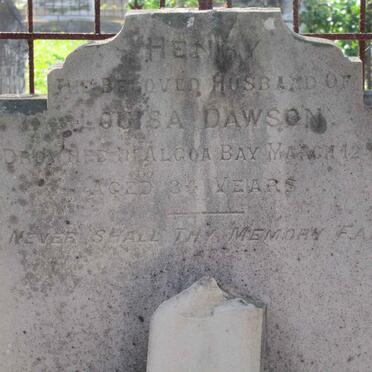 HENRY
THE BELOVED HUSBAND OF
LOUISA DAWSON
DROWNED IN ALGOA BAY MARCH 12
AGED 34 YEARS
NEVER SHALL THY MEMORY FA